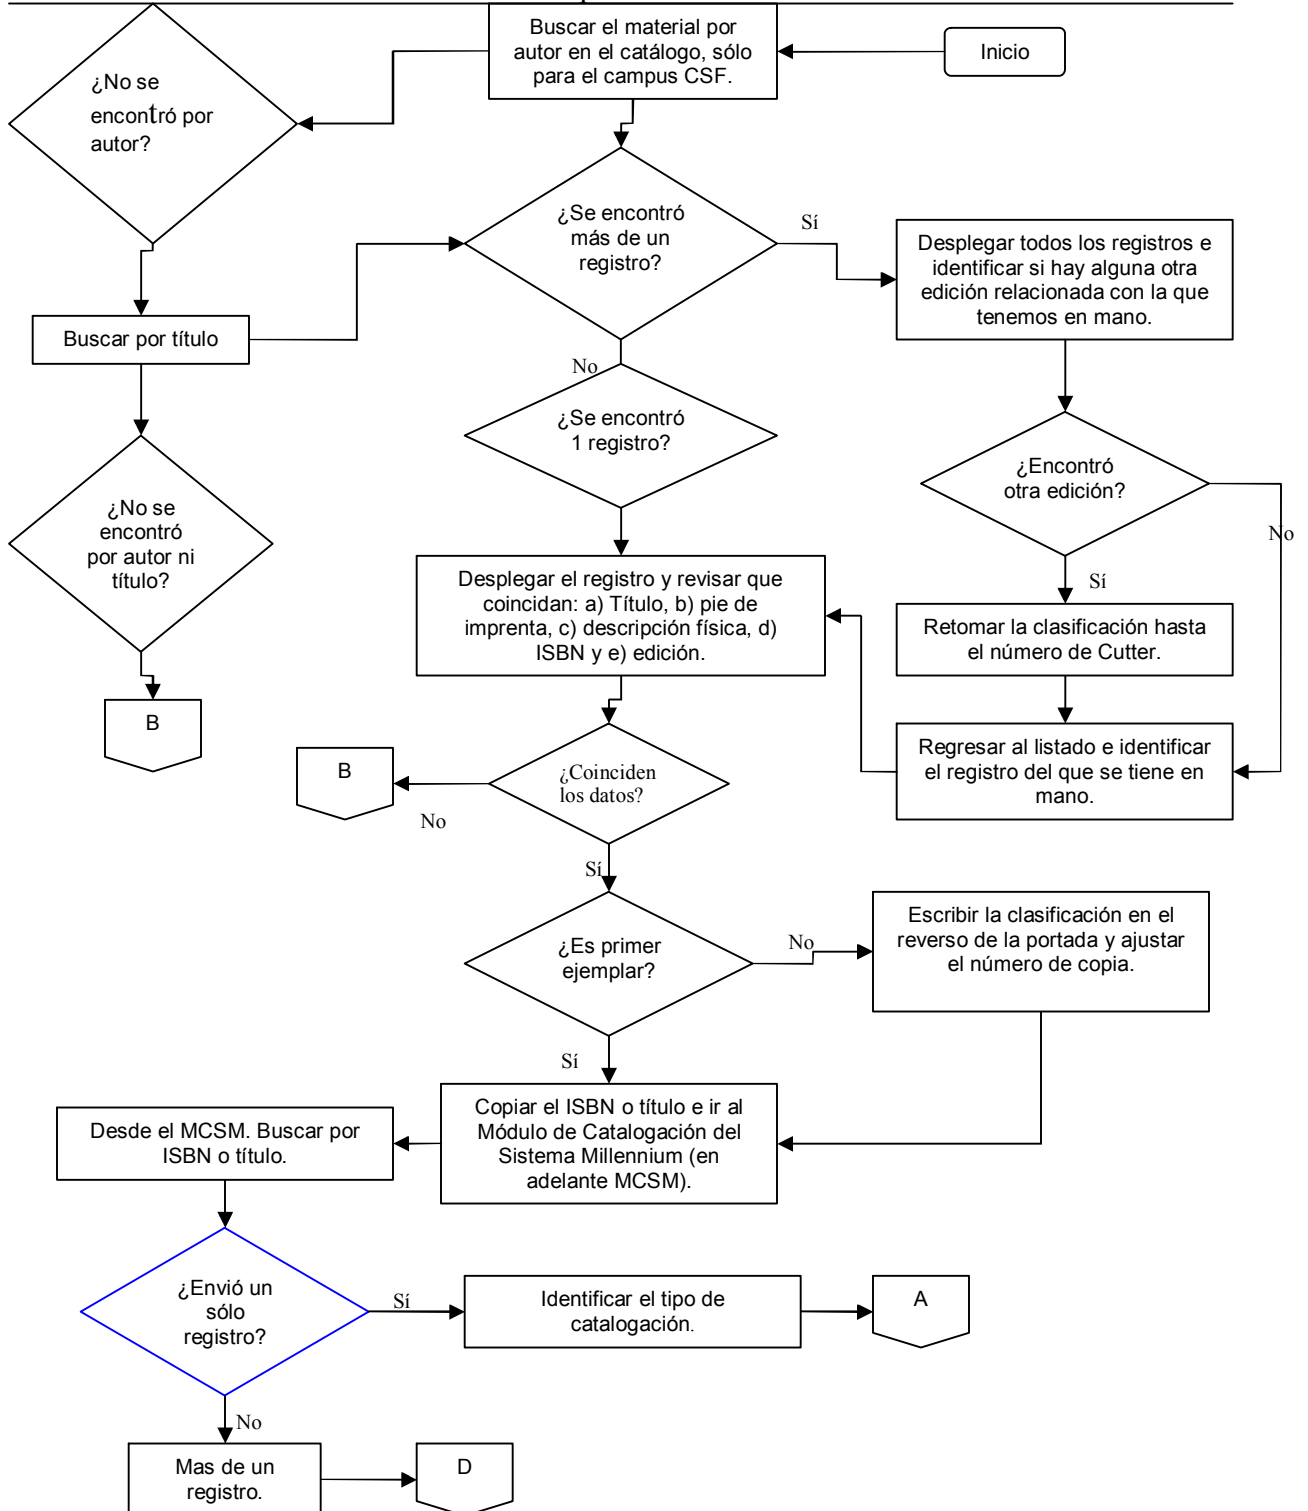 Buscar el material por
autor en el catálogo, sólo
para el campus CSF.
Inicio
¿No se
encontró por
autor?
¿Se encontró
más de un
registro?
Sí
Desplegar todos los registros e
identificar si hay alguna otra
edición relacionada con la que
tenemos en mano.
Buscar por título
No
¿Se encontró
1 registro?
¿Encontró
otra edición?
No
Sí
¿No se
encontró
por autor ni
título?
Desplegar el registro y revisar que
coincidan: a) Título, b) pie de
imprenta, c) descripción física, d)
ISBN y e) edición.
Retomar la clasificación hasta
el número de Cutter.
B
Regresar al listado e identificar
el registro del que se tiene en
mano.
B
¿Coinciden
los datos?
No
Sí
¿Es primer
ejemplar?
No
Escribir la clasificación en el
reverso de la portada y ajustar
el número de copia.
Sí
Copiar el ISBN o título e ir al
Módulo de Catalogación del
Sistema Millennium (en
adelante MCSM).
Desde el MCSM. Buscar por
ISBN o título.
¿Envió un
sólo
registro?
Sí
Identificar el tipo de
catalogación.
A
No
Mas de un
registro.
D